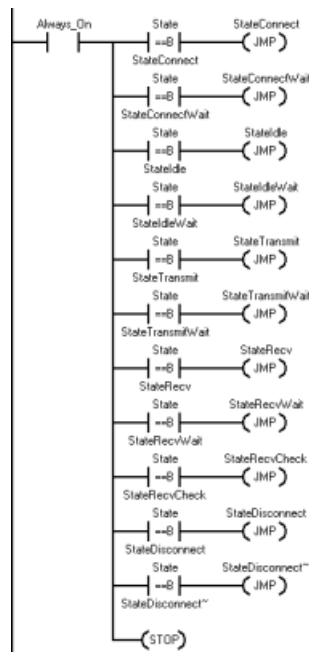 Always_On State StateConnect
==B JMP
StateConnect
State StateConnectWait
==B JMP
StateConnectWait
State StateIdle
==B JMP
StateIdle
State StateIdleWait
==B JMP
StateIdleWait
State StateTransmit
==B JMP
StateTransmit
State StateTransmitWait
==B JMP
StateTransmitWait
State StateRecv
==B JMP
StateRecv
State StateRecvWait
==B JMP
StateRecvWait
State StateRecvCheck
==B JMP
StateRecvCheck
State StateDisconnect
==B JMP
StateDisconnect
State StateDisconnect~
==B JMP
StateDisconnect~
STOP